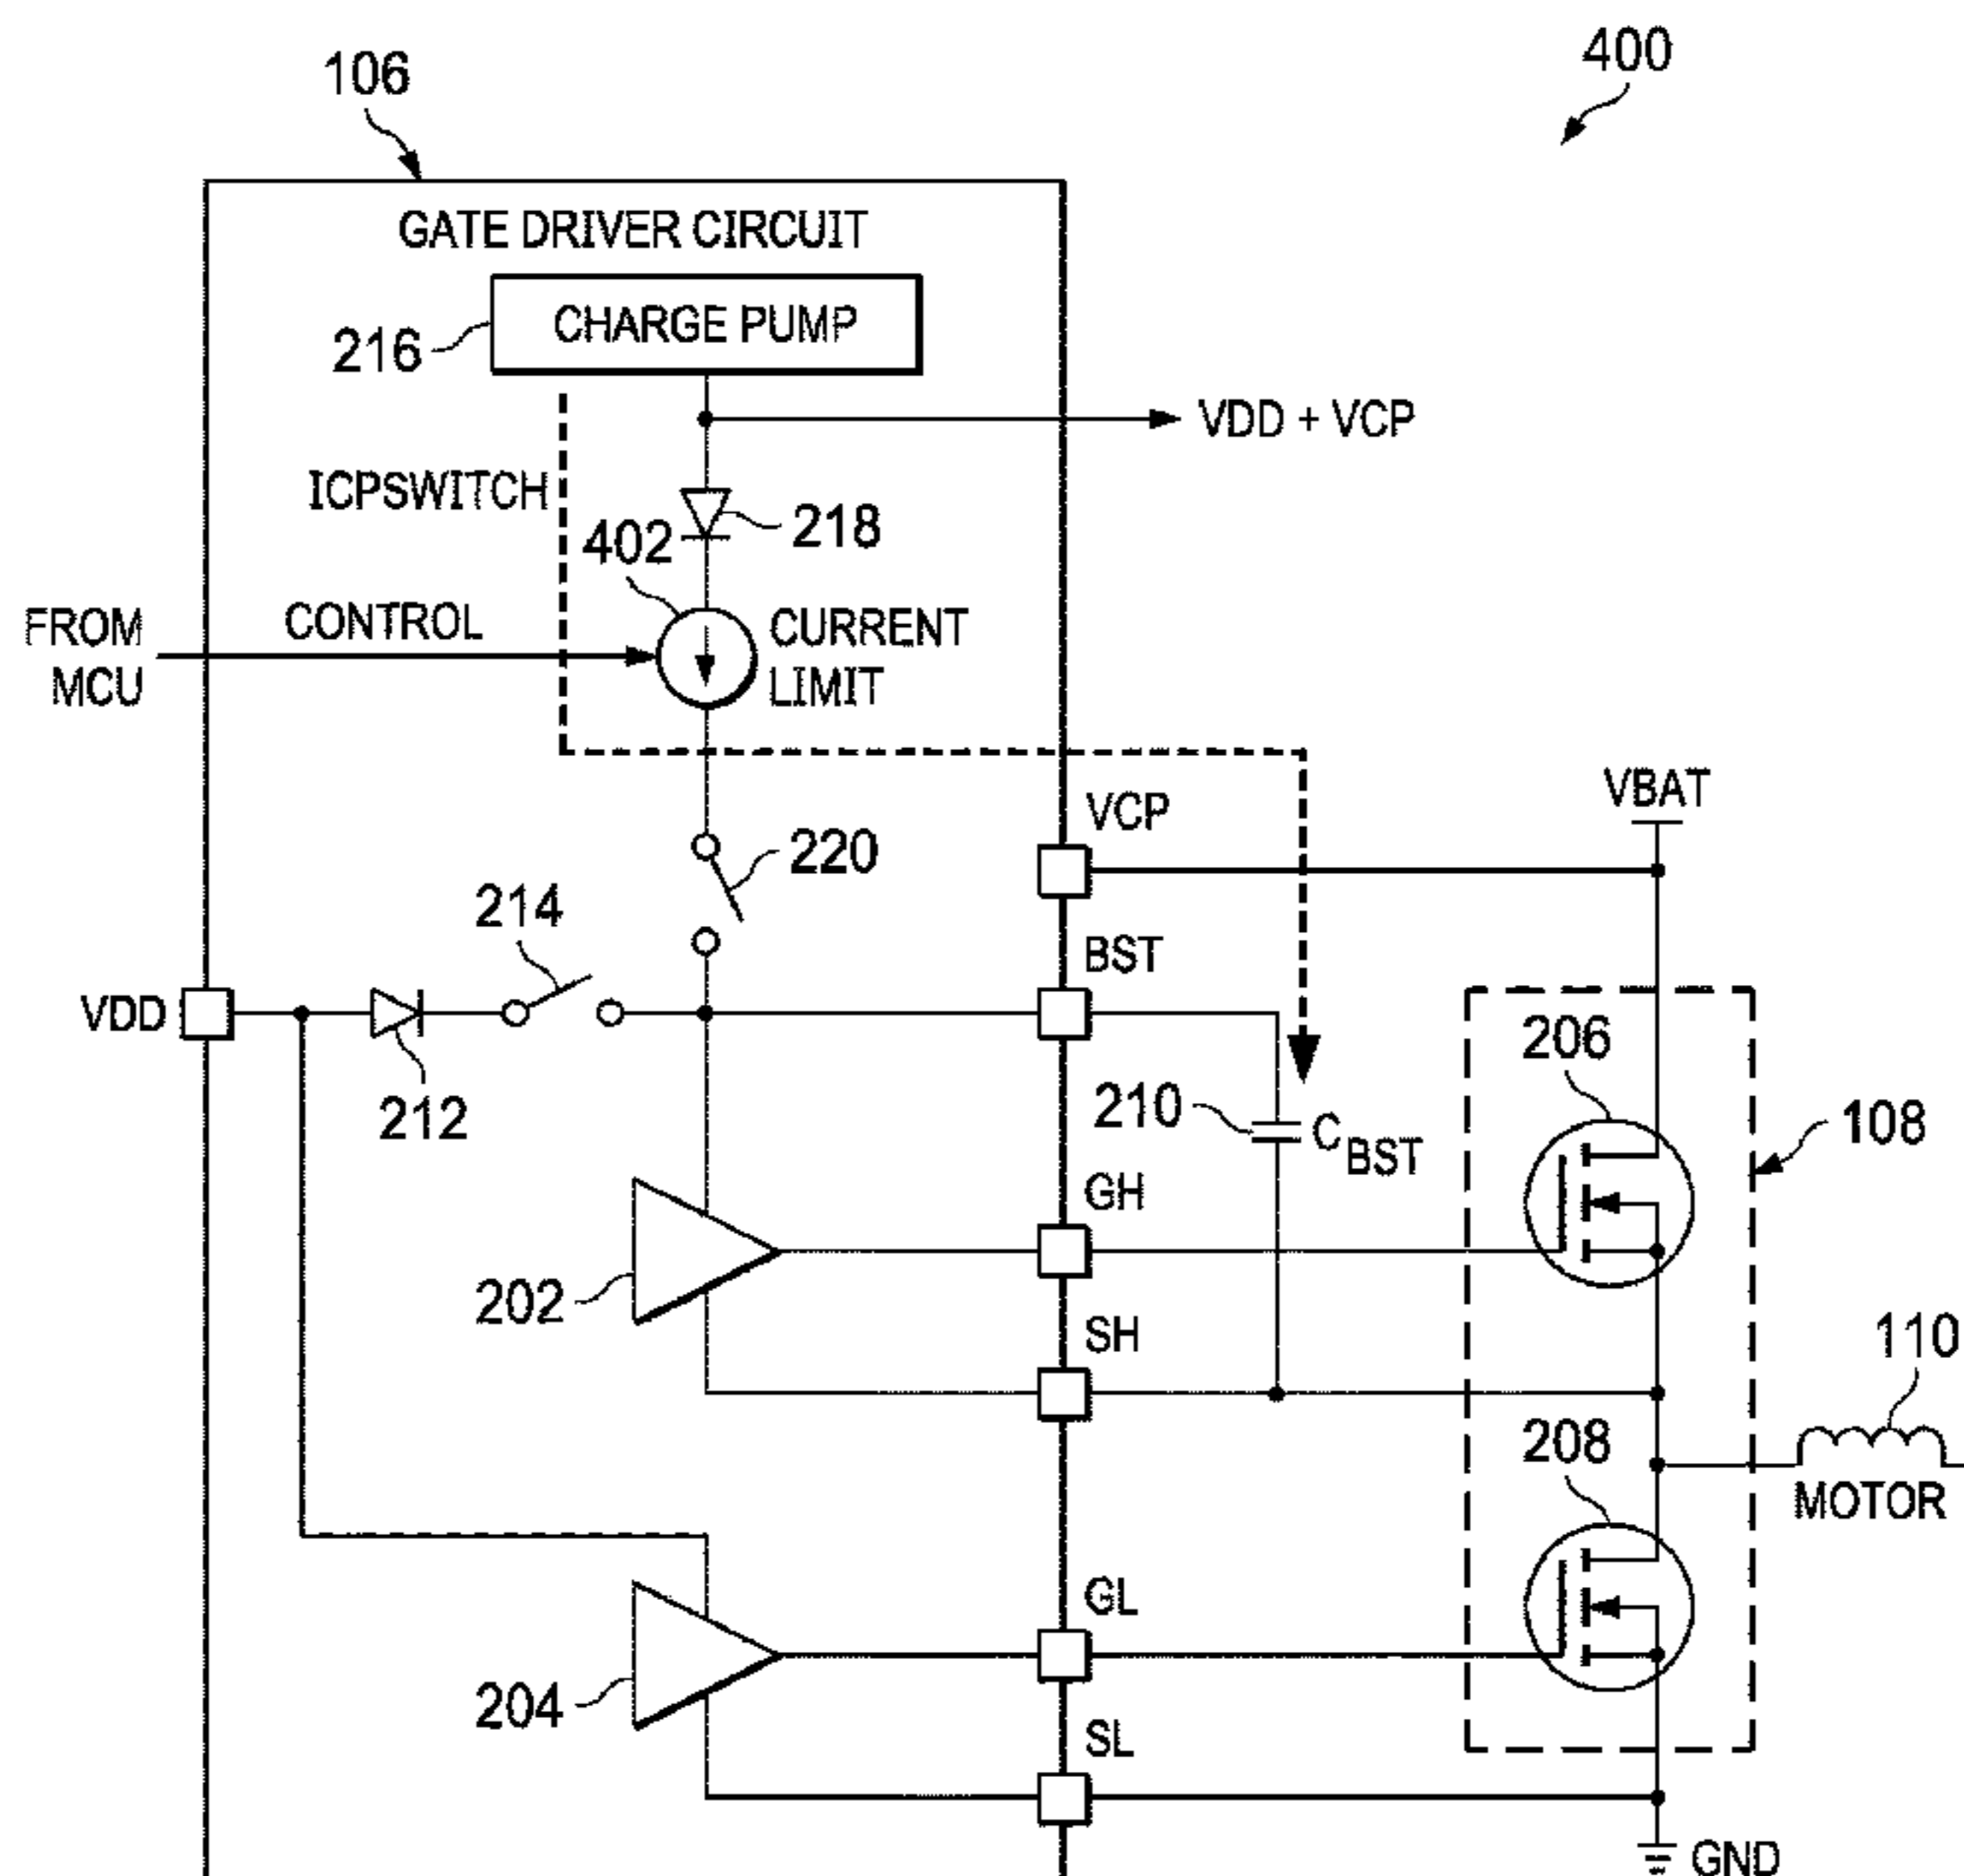 400
106
GATE DRIVER CIRCUIT
CHARGE PUMP
216
VDD + VCP
ICPSWITCH
218
402
FROM
MCU
CONTROL
CURRENT
LIMIT
VCP
VBAT
220
214
BST
VDD
206
212
210
C BST
108
GH
202
SH
110
208
MOTOR
GL
204
SL
GND